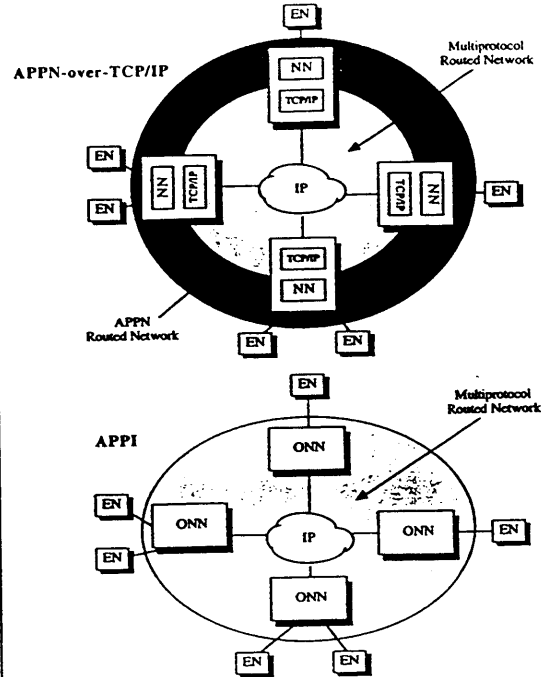 EN
Multiprotocol
Routed Network
APPN-over-TCP/IP
NN
TCP/IP
EN
NN
TCP/IP
IP
TCP/IP
NN
EN
EN
TCP/IP
NN
APPN
Routed Network
EN
EN
EN
Multiprotocol
Routed Network
APPI
ONN
EN
ONN
IP
ONN
EN
EN
ONN
EN
EN